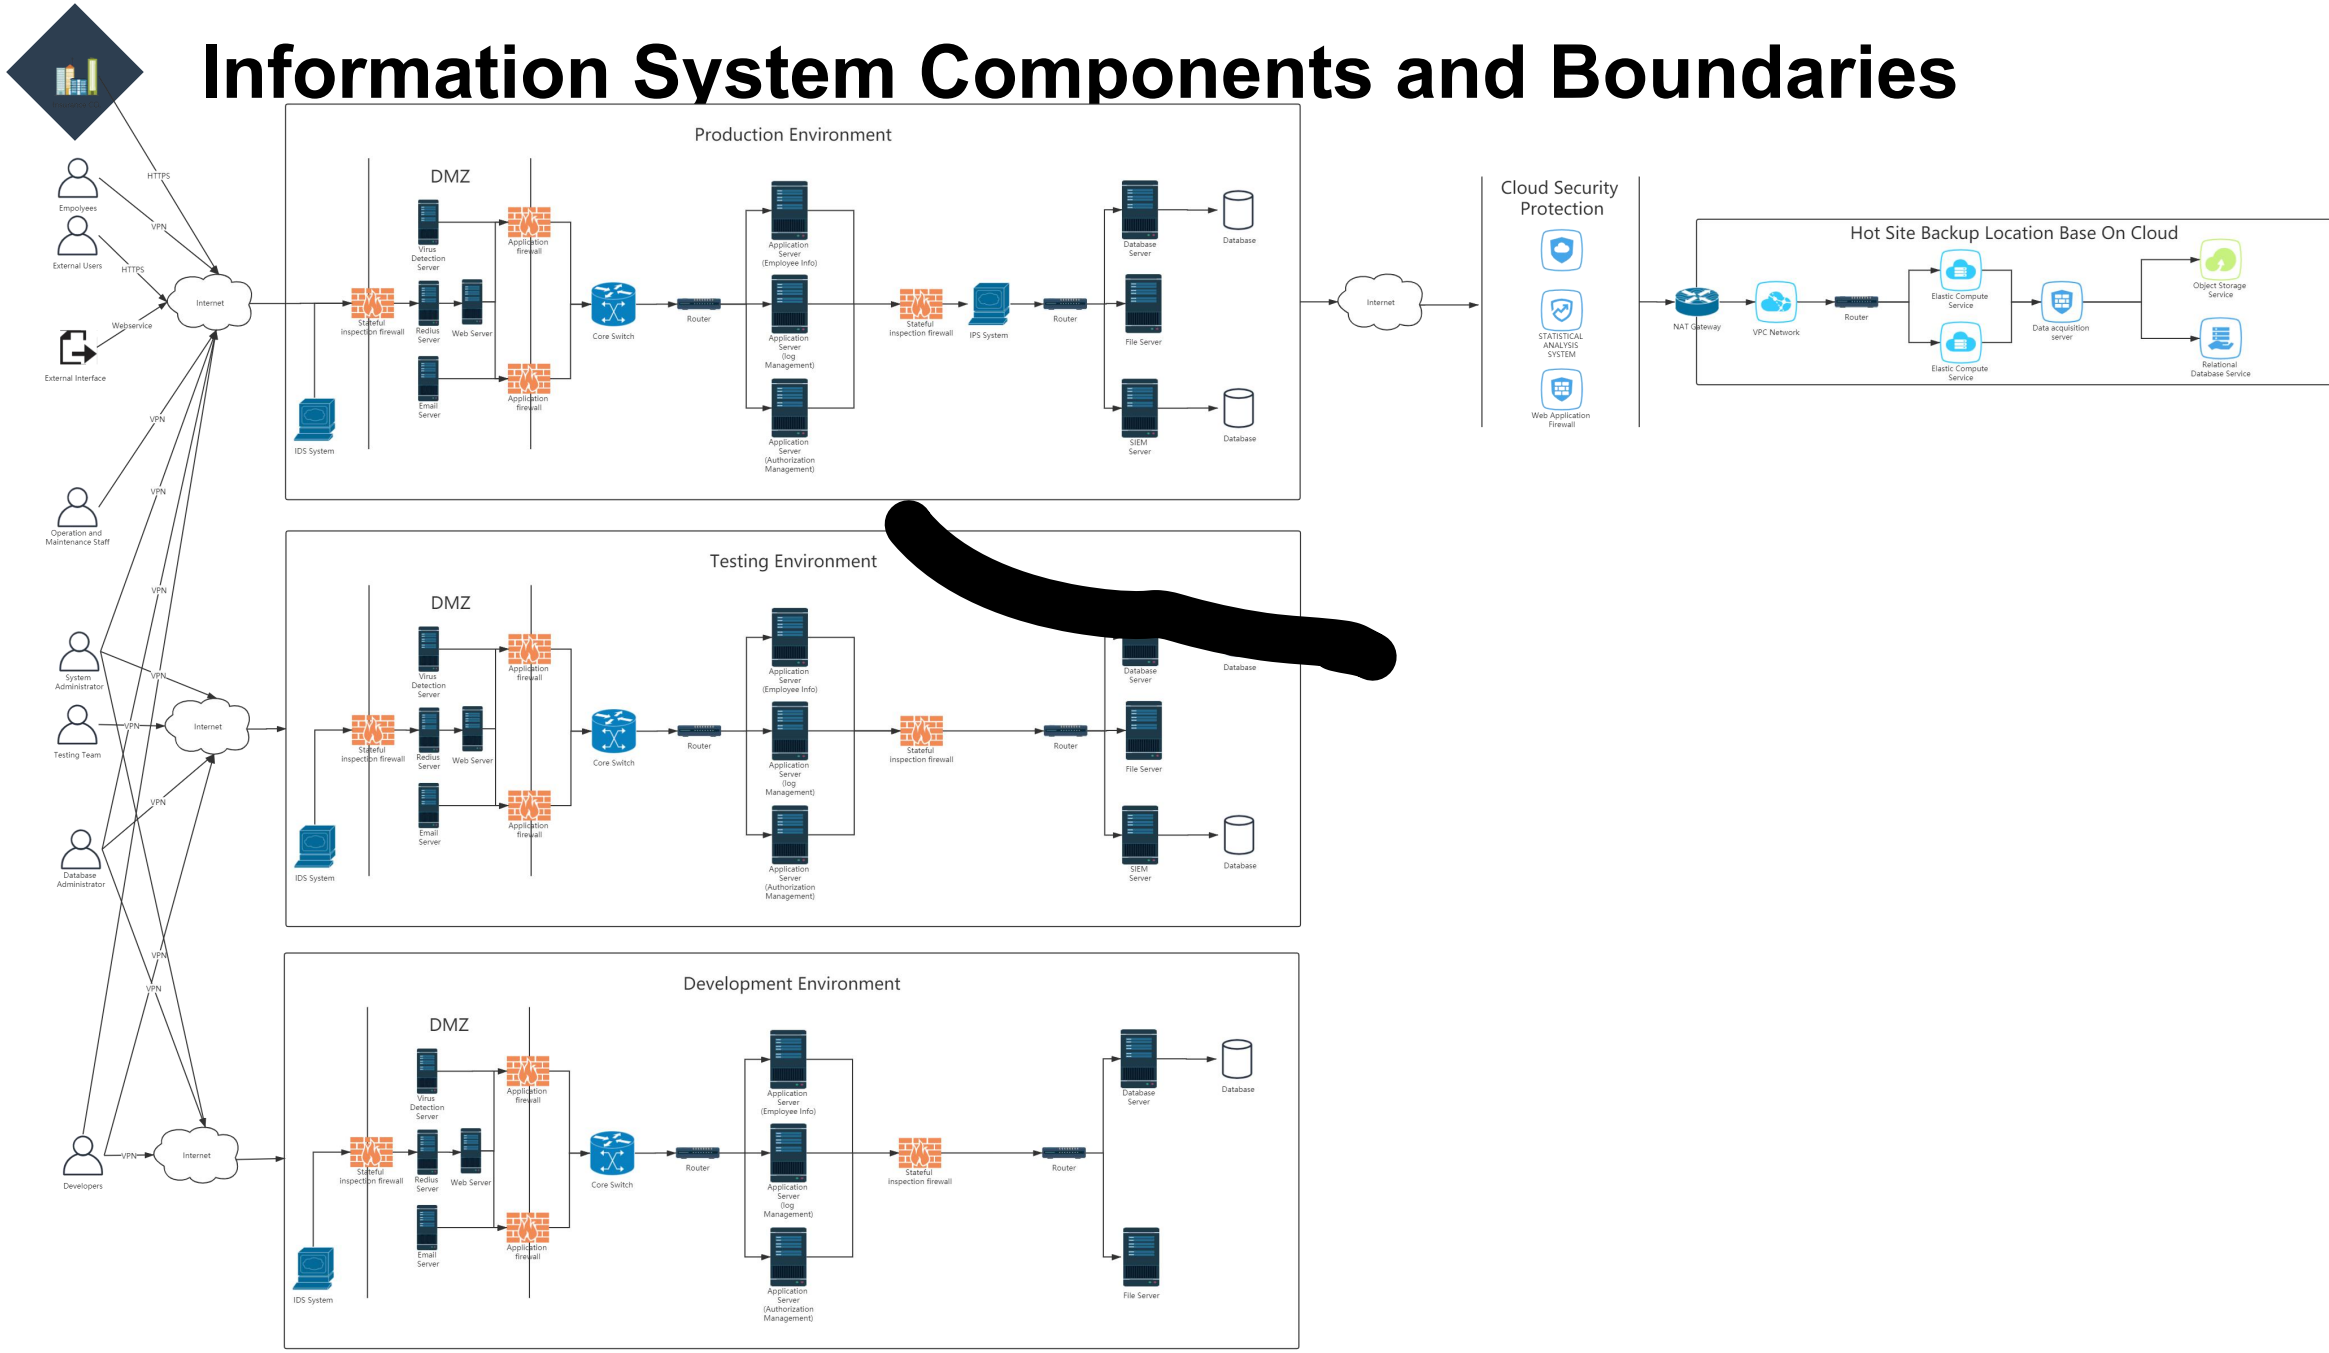 Information System Components and Boundaries
HTTPS
Empolyees
VPN
External Users
HTTPS
Internet
Webservice
External Interface
VPN
Operation and
Maintenance Staff
VPN
VPN
System
Administrator
VPN
Testing Team
VPN
Internet
VPN
Database
Administrator
VPN
VPN
Developers
VPN
Internet
Production Environment
DMZ
IDS System
Stateful
inspection firewall
Virus
Detection
Server
Redius
Server
Web Server
Email
Server
Application
firewall
Application
firewall
Core Switch
Router
Application
Server
(Employee Info)
Application
Server
(log
Management)
Application
Server
(Authorization
Management)
Stateful
inspection firewall
IPS System
Router
Database
Server
Database
File Server
SIEM
Server
Database
Internet
Cloud Security
Protection
STATISTICAL
ANALYSIS
SYSTEM
Web Application
Firewall
Hot Site Backup Location Base On Cloud
NAT Gateway
VPC Network
Router
Elastic Compute
Service
Elastic Compute
Service
Data acquisition
server
Object Storage
Service
Relational
Database Service
Testing Environment
DMZ
IDS System
Stateful
inspection firewall
Virus
Detection
Server
Redius
Server
Web Server
Email
Server
Application
firewall
Application
firewall
Core Switch
Router
Application
Server
(Employee Info)
Application
Server
(log
Management)
Application
Server
(Authorization
Management)
Stateful
inspection firewall
Router
Database
Server
Database
File Server
SIEM
Server
Database
Development Environment
DMZ
IDS System
Stateful
inspection firewall
Virus
Detection
Server
Redius
Server
Web Server
Email
Server
Application
firewall
Application
firewall
Core Switch
Router
Application
Server
(Employee Info)
Application
Server
(log
Management)
Application
Server
(Authorization
Management)
Stateful
inspection firewall
Router
Database
Server
Database
File Server